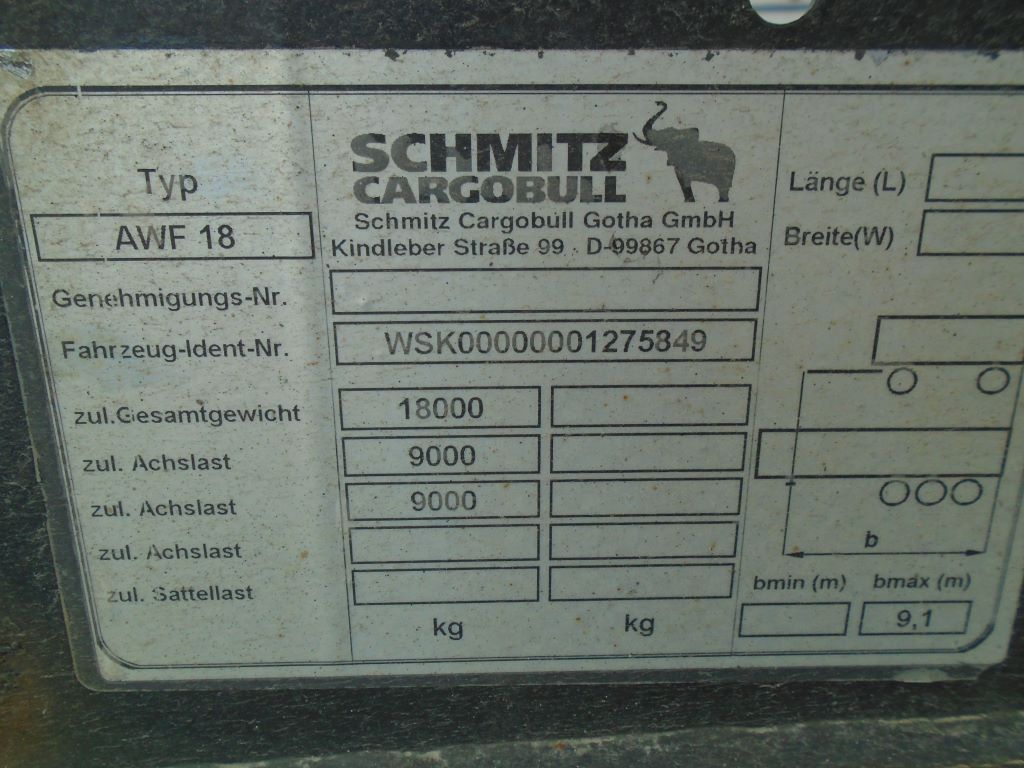 SCHMITZ
CARGOBULL
Schmitz Cargobull Gotha GmbH
Kindleber Straße 99 · D-99867 Gotha
Typ
AWF 18
Genehmigungs-Nr.
Fahrzeug-Ident-Nr. WSK00000001275849
zul.Gesamtgewicht 18000
zul. Achslast 9000
zul. Achslast 9000
zul. Achslast
zul. Sattellast
kg kg
Länge (L)
Breite(W)
b
bmin (m) bmax (m)
9,1